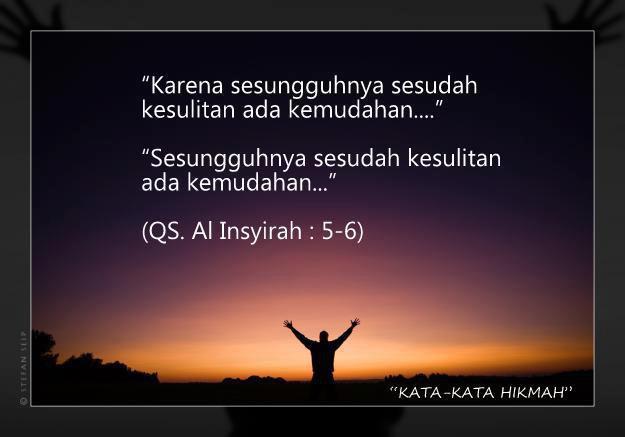 “Karena sesungguhnya sesudah
kesulitan ada kemudahan....”
“Sesungguhnya sesudah kesulitan
ada kemudahan...”
(QS. Al Insyirah : 5-6)
“KATA-KATA HIKMAH”
© STEFAN SEIP